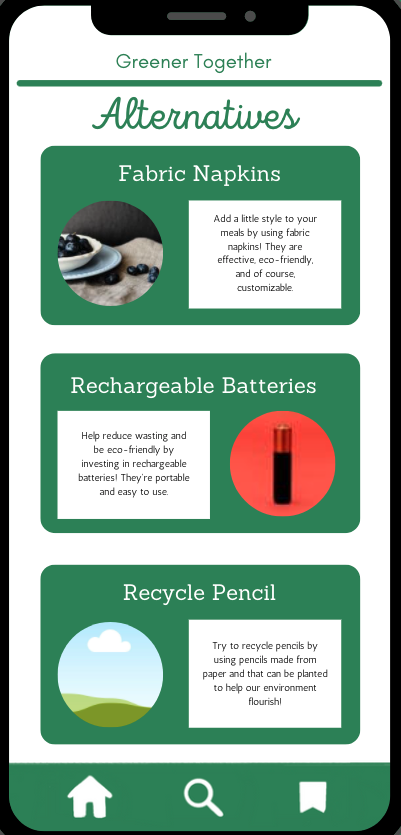 Greener Together
Alternatives
Fabric Napkins
Add a little style to your
meals by using fabric
napkins! They are
effective, eco-friendly,
and of course,
customizable.
Rechargeable Batteries
Help reduce wasting and
be eco-friendly by
investing in rechargeable
batteries! They're portable
and easy to use.
Recycle Pencil
Try to recycle pencils by
using pencils made from
paper and that can be planted
to help our environment
flourish!